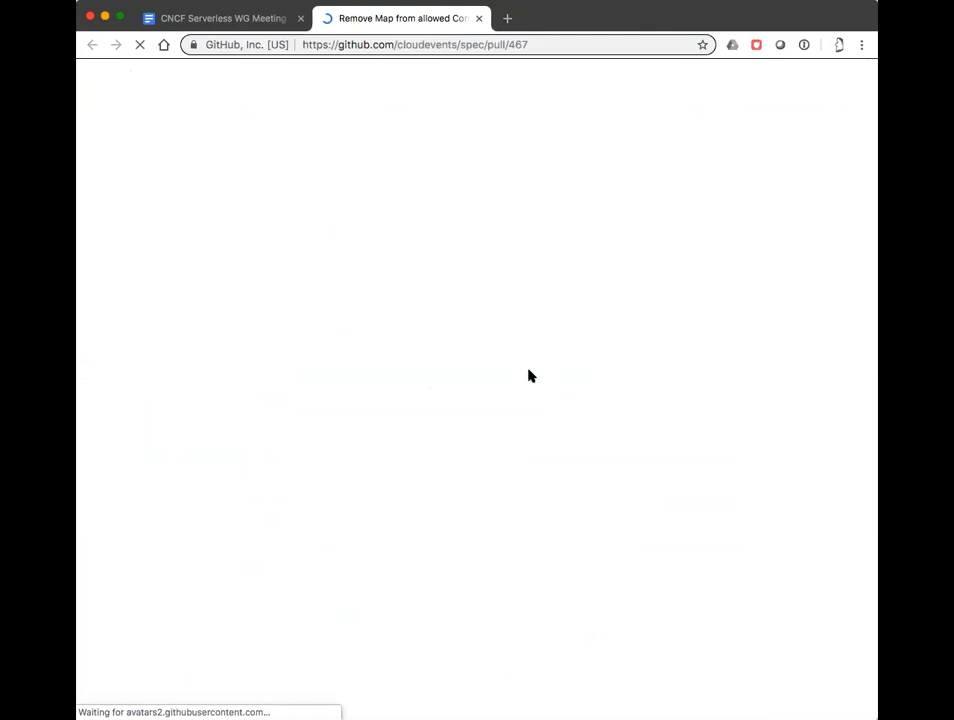 CNCF Serverless WG Meeting
Remove Map from allowed Con
GitHub, Inc. [US]
https://github.com/cloudevents/spec/pull/467
Waiting for avatars2.githubusercontent.com...